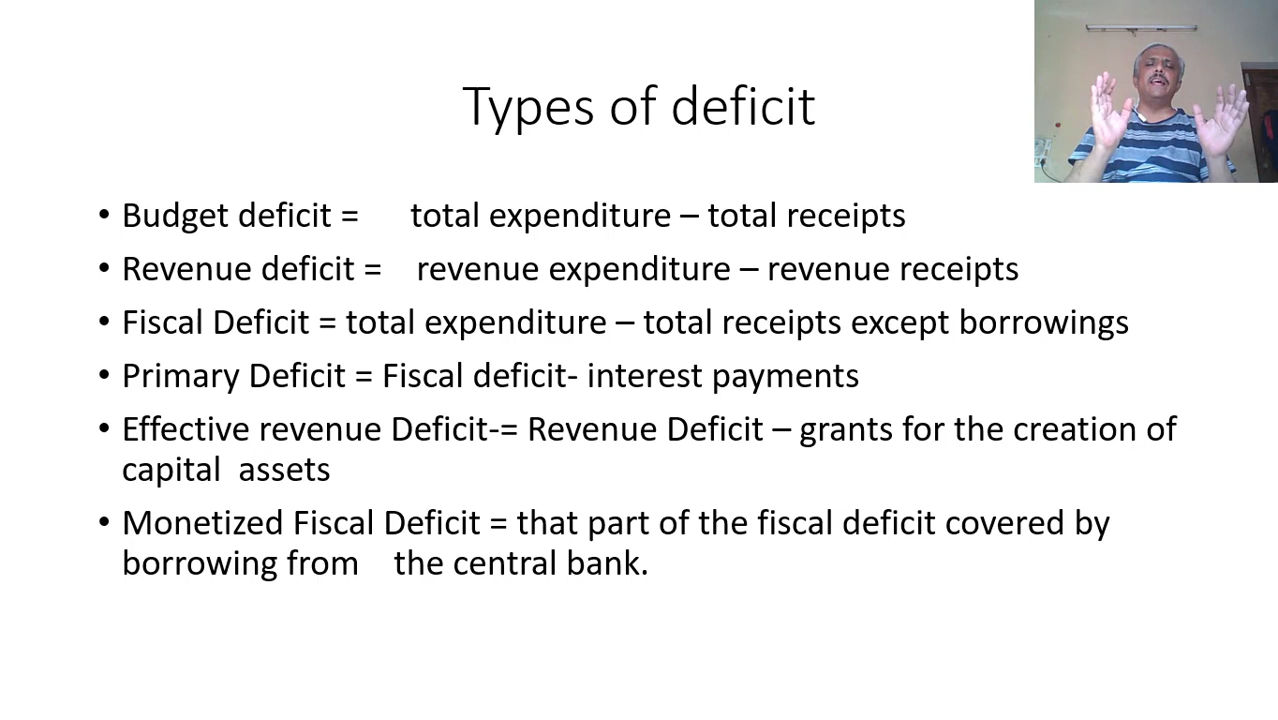 Types of deficit
• Budget deficit = total expenditure – total receipts
• Revenue deficit = revenue expenditure – revenue receipts
• Fiscal Deficit = total expenditure – total receipts except borrowings
• Primary Deficit = Fiscal deficit- interest payments
• Effective revenue Deficit-= Revenue Deficit – grants for the creation of
capital assets
• Monetized Fiscal Deficit = that part of the fiscal deficit covered by
borrowing from the central bank.